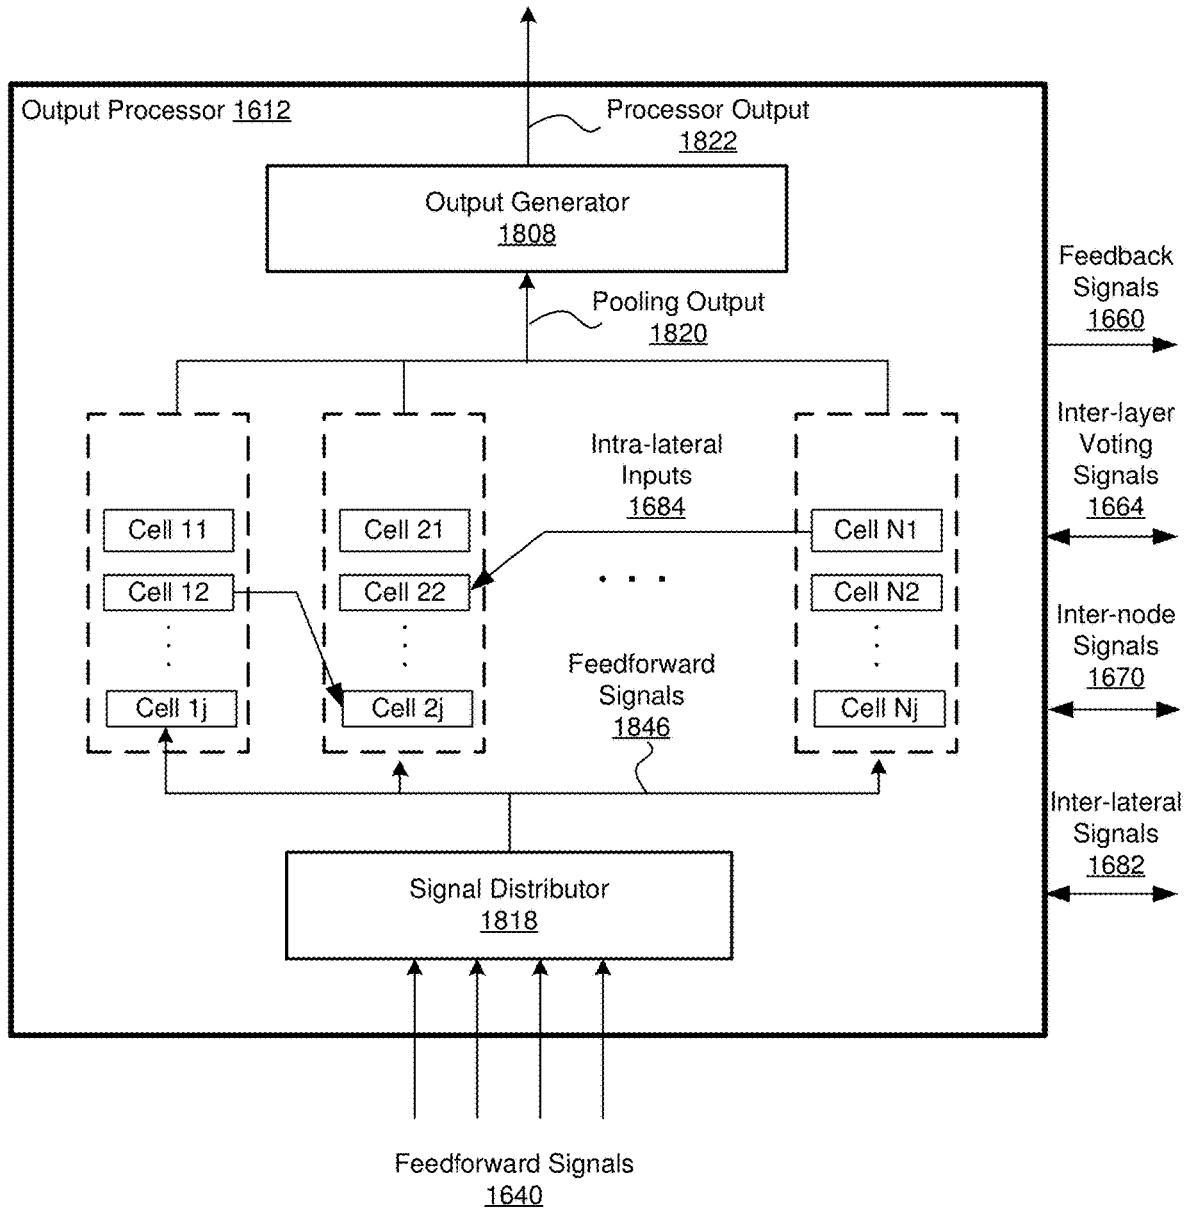 Output Processor 1612
Processor Output
1822
Output Generator
1808
Pooling Output
1820
Feedback
Signals
1660
Inter-layer
Voting
Signals
1664
Intra-lateral
Inputs
1684
Cell 11
Cell 21
Cell N1
Cell 12
Cell 22
. . .
Cell N2
Inter-node
Signals
1670
Feedforward
Signals
1846
Cell 1j
Cell 2j
Cell Nj
Inter-lateral
Signals
1682
Signal Distributor
1818
Feedforward Signals
1640